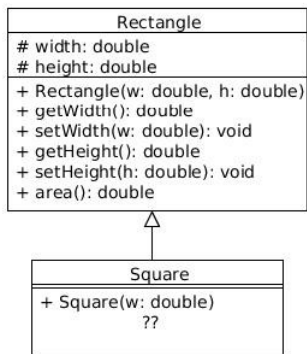 Rectangle
# width: double
# height: double
+ Rectangle(w: double, h: double)
+ getWidth(): double
+ setWidth(w: double): void
+ getHeight(): double
+ setHeight(h: double): void
+ area(): double
Square
+ Square(w: double)
??